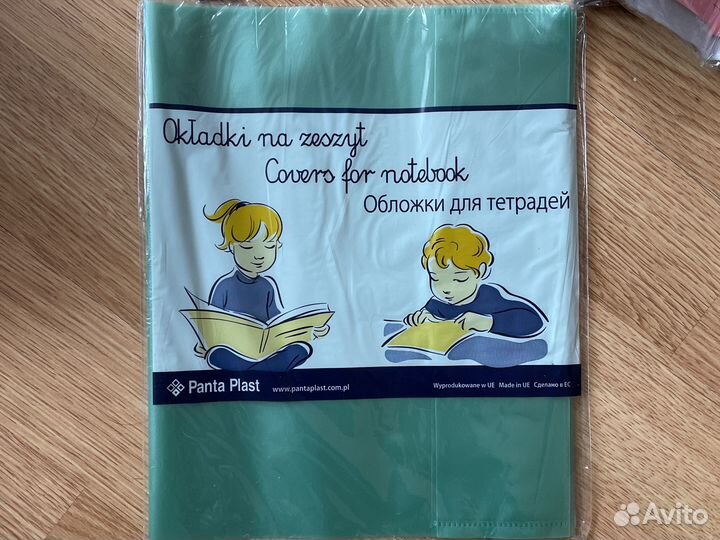 Okładki na zeszyt
Covers for notebook
Обложки для тетрадей
Panta Plast www.pantaplast.com.pl Wyprodukowane w UE Made in UE Сделано в ЕС
Avito